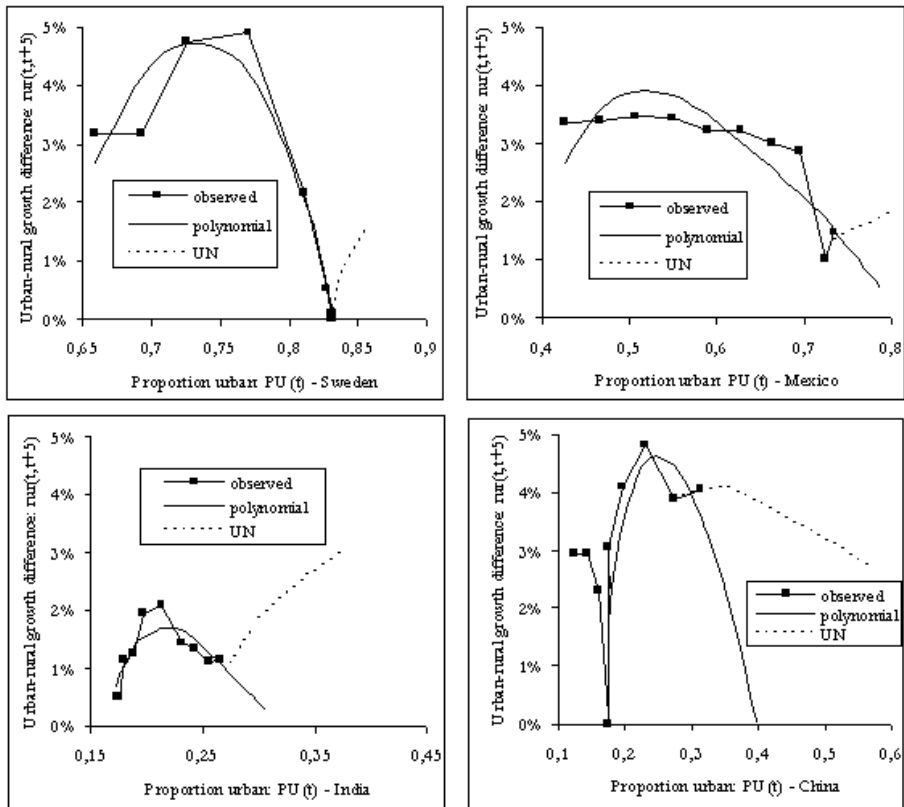 Urban-rural growth difference: rur(t,t+5)
5%
4%
3%
2%
1%
0%
observed
polynomial
UN
0,65
0,7
0,75
0,8
0,85
0,9
Proportion urban: PU (t) - Sweden
Urban-rural growth difference: rur(t,t+5)
5%
4%
3%
2%
1%
0%
observed
polynomial
UN
0,4
0,5
0,6
0,7
0,8
Proportion urban: PU (t) - Mexico
Urban-rural growth difference: rur(t,t+5)
5%
4%
3%
2%
1%
0%
observed
polynomial
UN
0,15
0,25
0,35
0,45
Proportion urban: PU (t) - India
Urban-rural growth difference: rur(t,t+5)
5%
4%
3%
2%
1%
0%
observed
polynomial
UN
0,1
0,2
0,3
0,4
0,5
0,6
Proportion urban: PU (t) - China